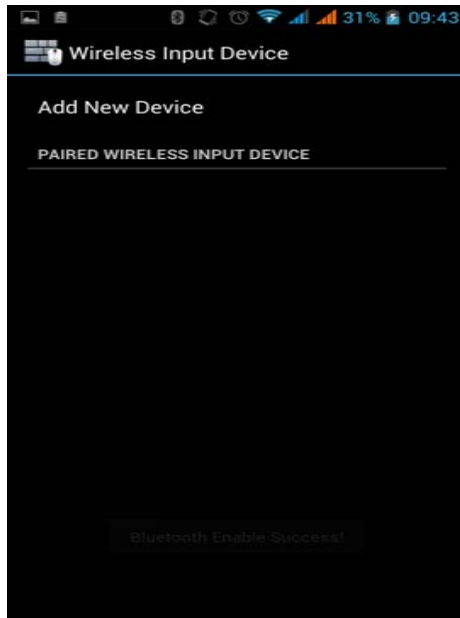 31% 09:43
Wireless Input Device
Add New Device
PAIRED WIRELESS INPUT DEVICE
Bluetooth Enable Success!